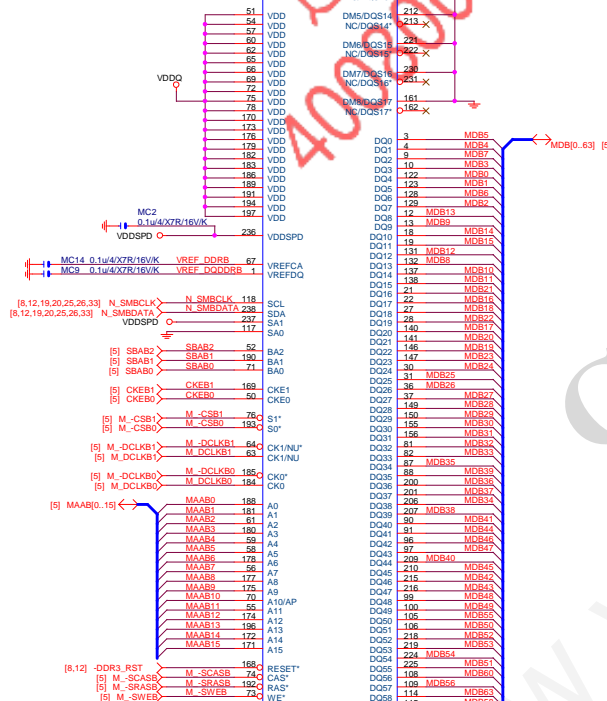 51 VDD
54 VDD
57 VDD
60 VDD
62 VDD
65 VDD
66 VDD
69 VDD
72 VDD
75 VDD
78 VDD
170 VDD
173 VDD
176 VDD
179 VDD
182 VDD
183 VDD
186 VDD
189 VDD
191 VDD
194 VDD
197 VDD
VDDQ
MC2
0.1u/4/X7R/16V/K
VDDSPD 236 VDDSPD
MC14 0.1u/4/X7R/16V/K VREF_DDRB 67 VREFCA
MC9 0.1u/4/X7R/16V/K VREF_DQDDRB 1 VREFDQ
[8,12,19,20,25,26,33] N_SMBCLK N_SMBCLK 118 SCL
[8,12,19,20,25,26,33] N_SMBDATA N_SMBDATA 238 SDA
VDDSPD 237 SA1
117 SA0
[5] SBAB2 SBAB2 52 BA2
[5] SBAB1 SBAB1 190 BA1
[5] SBAB0 SBAB0 71 BA0
[5] CKEB1 CKEB1 169 CKE1
[5] CKEB0 CKEB0 50 CKE0
[5] M_-CSB1 M_-CSB1 76 S1*
[5] M_-CSB0 M_-CSB0 193 S0*
[5] M_-DCLKB1 M_-DCLKB1 64 CK1/NU*
[5] M_DCLKB1 M_DCLKB1 63 CK1/NU
[5] M_-DCLKB0 M_-DCLKB0 185 CK0*
[5] M_DCLKB0 M_DCLKB0 184 CK0
[5] MAAB[0..15]
MAAB0 188 A0
MAAB1 181 A1
MAAB2 61 A2
MAAB3 180 A3
MAAB4 59 A4
MAAB5 58 A5
MAAB6 178 A6
MAAB7 56 A7
MAAB8 177 A8
MAAB9 175 A9
MAAB10 70 A10/AP
MAAB11 55 A11
MAAB12 174 A12
MAAB13 196 A13
MAAB14 172 A14
MAAB15 171 A15
[8,12] -DDR3_RST 168 RESET*
[5] M_-SCASB M_-SCASB 74 CAS*
[5] M_-SRASB M_-SRASB 192 RAS*
[5] M_-SWEB M_-SWEB 73 WE*
DM5/DQS14 212
NC/DQS14* 213
DM6/DQS15 221
NC/DQS15* 222
DM7/DQS16 230
NC/DQS16* 231
DM8/DQS17 161
NC/DQS17* 162
MDB[0..63]
DQ0 3 MDB5
DQ1 4 MDB4
DQ2 9 MDB7
DQ3 10 MDB3
DQ4 122 MDB0
DQ5 123 MDB1
DQ6 128 MDB6
DQ7 129 MDB2
DQ8 12 MDB13
DQ9 13 MDB9
DQ10 18 MDB14
DQ11 19 MDB15
DQ12 131 MDB12
DQ13 132 MDB8
DQ14 137 MDB10
DQ15 138 MDB11
DQ16 21 MDB21
DQ17 22 MDB16
DQ18 27 MDB18
DQ19 28 MDB22
DQ20 140 MDB17
DQ21 141 MDB20
DQ22 146 MDB19
DQ23 147 MDB23
DQ24 30 MDB24
DQ25 31 MDB25
DQ26 36 MDB26
DQ27 37 MDB27
DQ28 149 MDB28
DQ29 150 MDB29
DQ30 155 MDB30
DQ31 156 MDB31
DQ32 81 MDB32
DQ33 82 MDB33
DQ34 87 MDB35
DQ35 88 MDB39
DQ36 200 MDB36
DQ37 201 MDB37
DQ38 206 MDB34
DQ39 207 MDB38
DQ40 90 MDB41
DQ41 91 MDB44
DQ42 96 MDB46
DQ43 97 MDB47
DQ44 209 MDB40
DQ45 210 MDB45
DQ46 215 MDB42
DQ47 216 MDB43
DQ48 99 MDB48
DQ49 100 MDB49
DQ50 105 MDB55
DQ51 106 MDB50
DQ52 218 MDB52
DQ53 219 MDB53
DQ54 224 MDB54
DQ55 225 MDB51
DQ56 108 MDB60
DQ57 109 MDB56
DQ58 114 MDB63